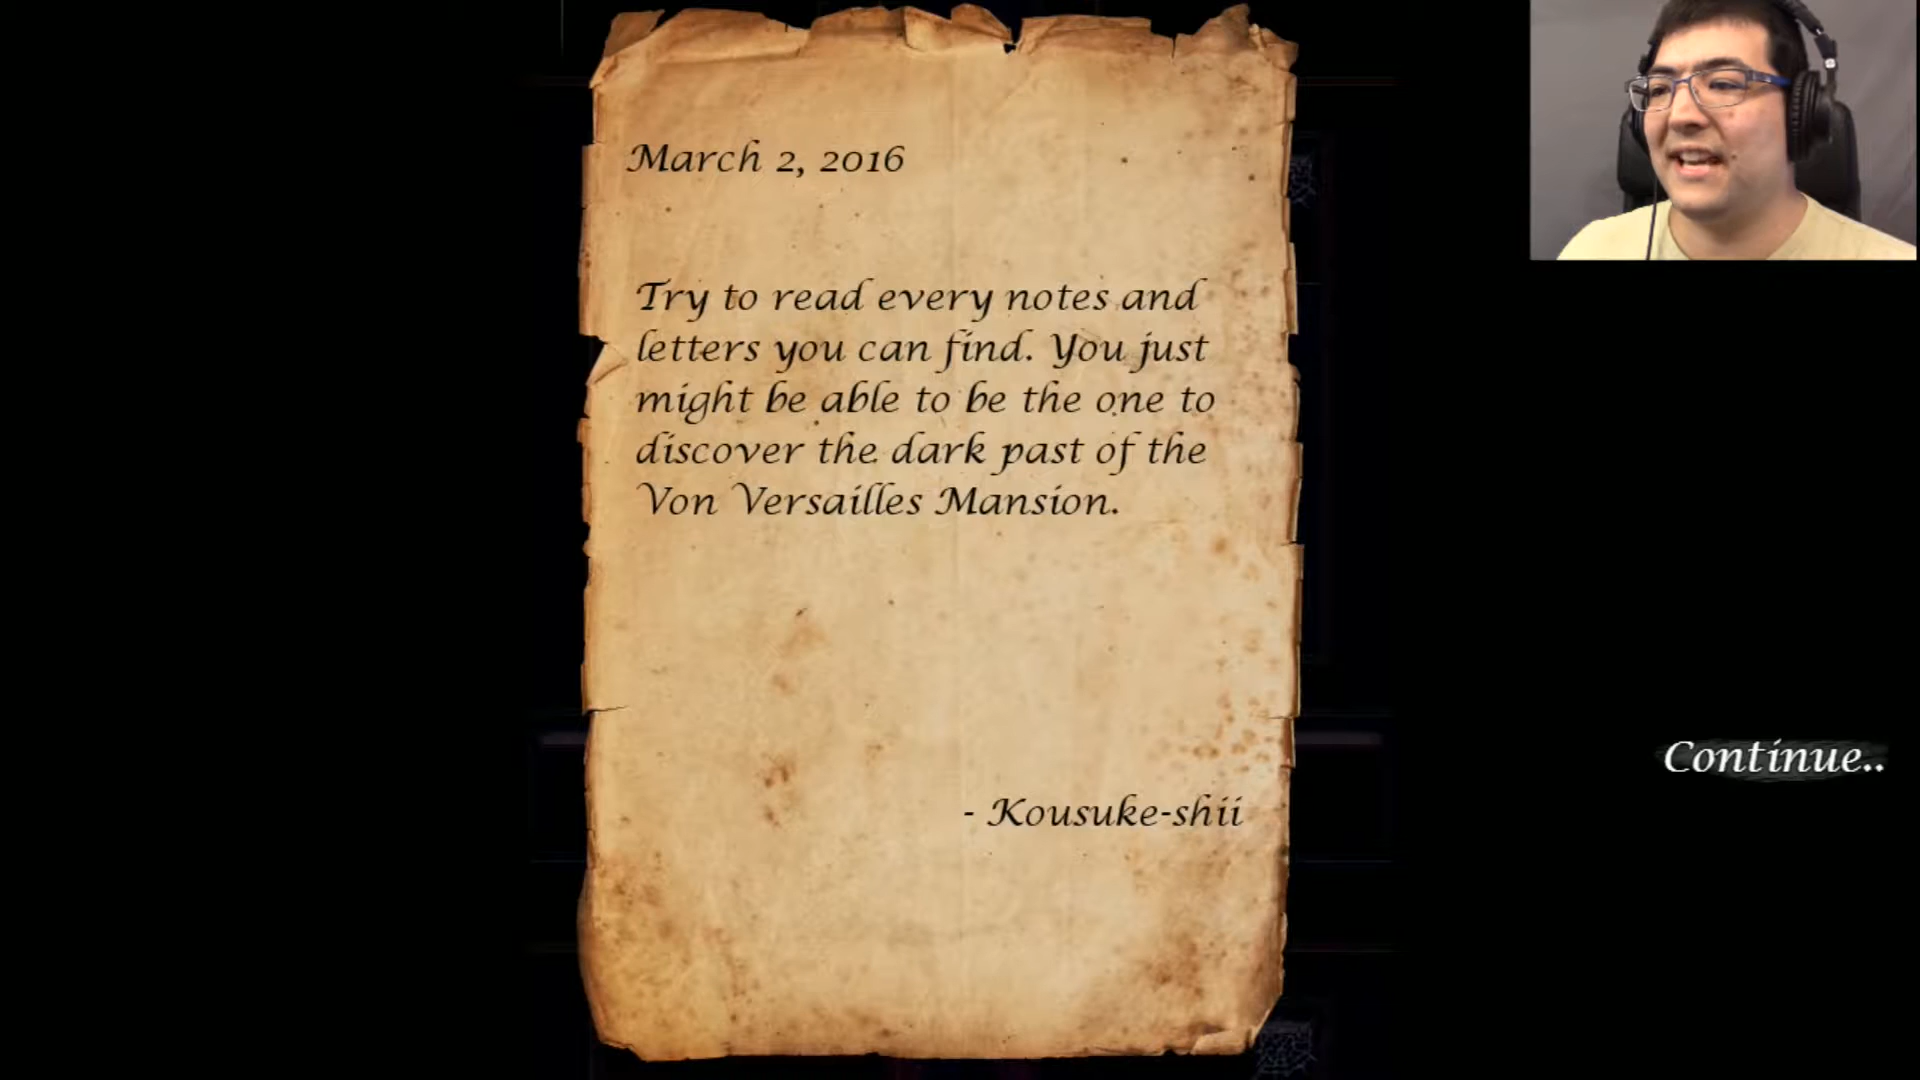 March 2, 2016
Try to read every notes and
letters you can find. You just
might be able to be the one to
discover the dark past of the
Von Versailles Mansion.
- Kousuke-shii
Continue..